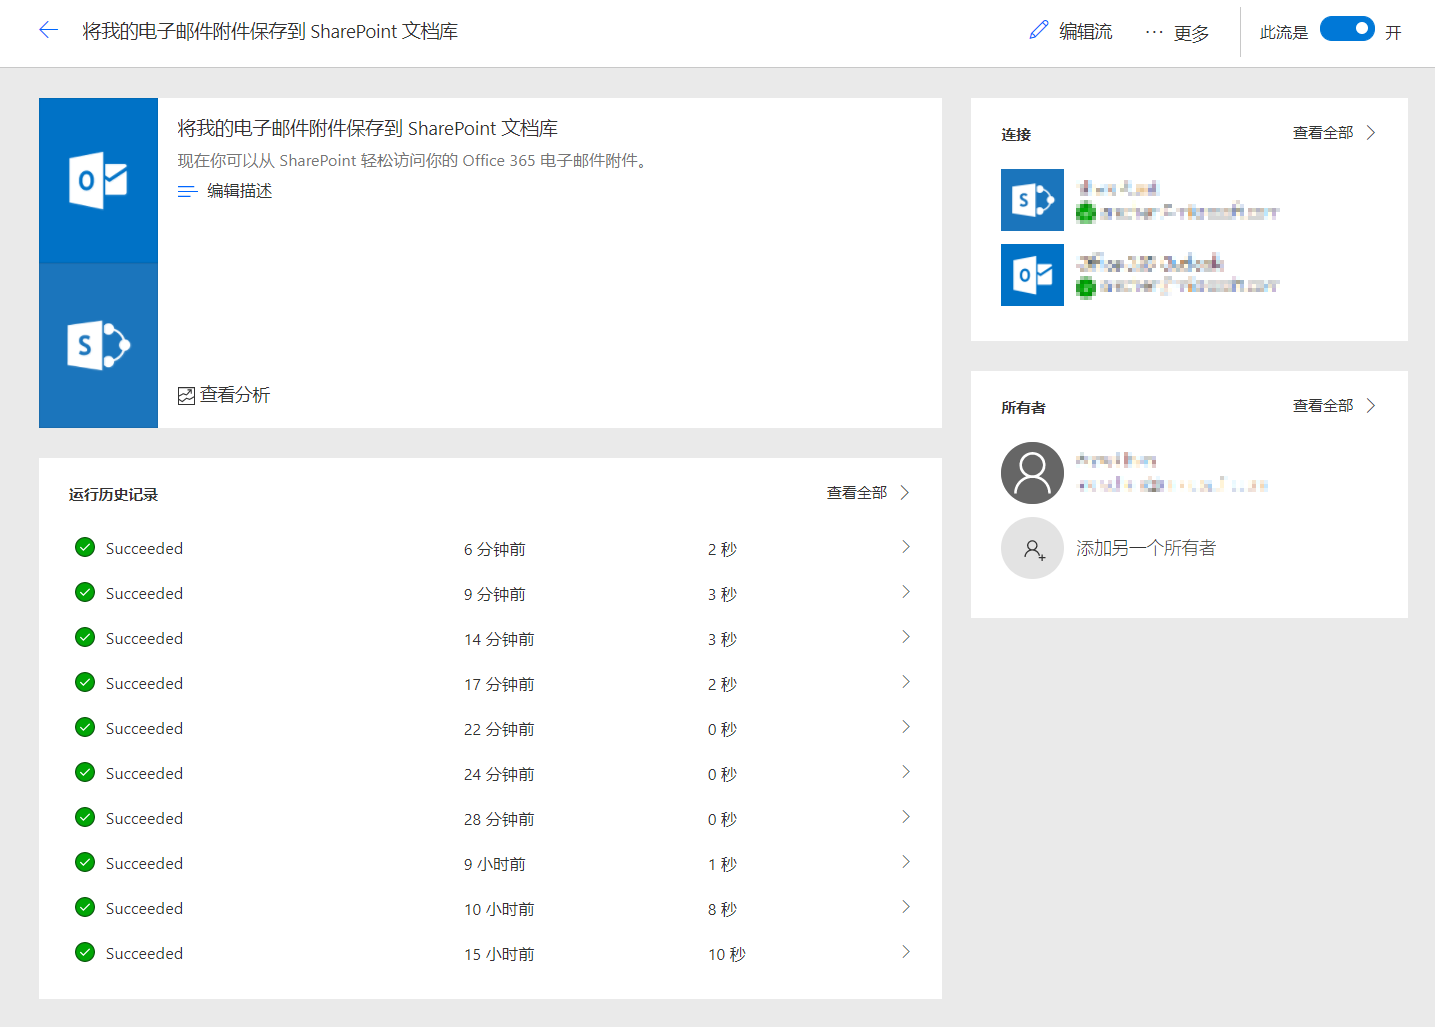 将我的电子邮件附件保存到 SharePoint 文档库
编辑流
··· 更多
此流是
开
将我的电子邮件附件保存到 SharePoint 文档库
现在你可以从 SharePoint 轻松访问你的 Office 365 电子邮件附件。
编辑描述
查看分析
运行历史记录 查看全部
Succeeded 6 分钟前 2 秒
Succeeded 9 分钟前 3 秒
Succeeded 14 分钟前 3 秒
Succeeded 17 分钟前 2 秒
Succeeded 22 分钟前 0 秒
Succeeded 24 分钟前 0 秒
Succeeded 28 分钟前 0 秒
Succeeded 9 小时前 1 秒
Succeeded 10 小时前 8 秒
Succeeded 15 小时前 10 秒
连接 查看全部
所有者 查看全部
添加另一个所有者